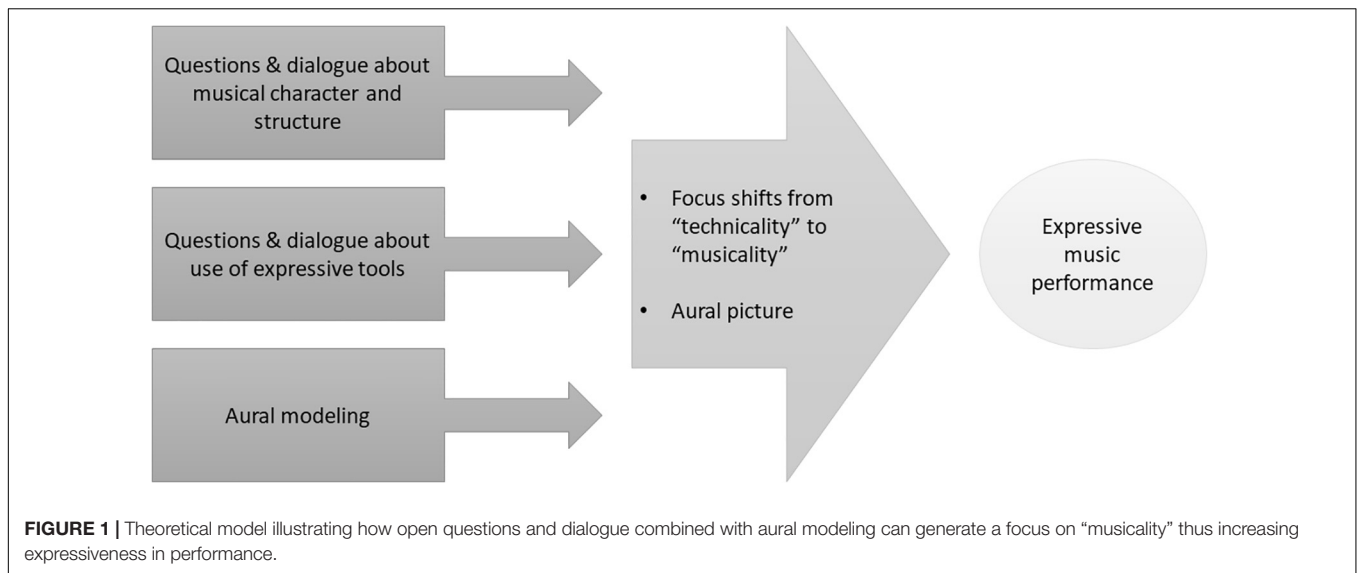 Questions & dialogue about
musical character and
structure
Questions & dialogue about
use of expressive tools
Aural modeling
• Focus shifts from
“technicality” to
“musicality”
• Aural picture
Expressive
music
performance
FIGURE 1 | Theoretical model illustrating how open questions and dialogue combined with aural modeling can generate a focus on “musicality” thus increasing
expressiveness in performance.